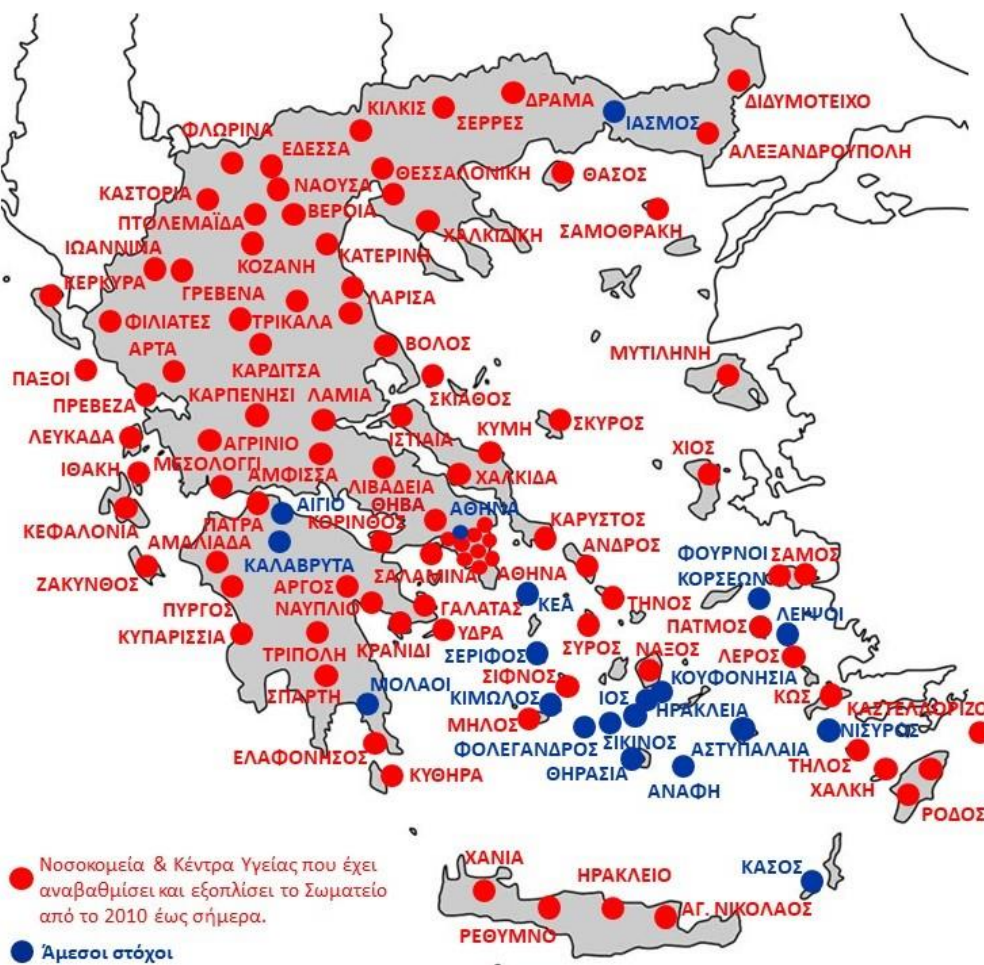 ΔΙΔΥΜΟΤΕΙΧΟ
ΔΡΑΜΑ
ΚΙΛΚΙΣ
ΣΕΡΡΕΣ
ΙΑΣΜΟΣ
ΦΛΩΡΙΝΑ
ΑΛΕΞΑΝΔΡΟΥΠΟΛΗ
ΕΔΕΣΣΑ
ΘΕΣΣΑΛΟΝΙΚΗ
ΘΑΣΟΣ
ΚΑΣΤΟΡΙΑ
ΝΑΟΥΣΑ
ΠΤΟΛΕΜΑΪΔΑ
ΒΕΡΟΙΑ
ΣΑΜΟΘΡΑΚΗ
ΧΑΛΚΙΔΙΚΗ
ΙΩΑΝΝΙΝΑ
ΚΟΖΑΝΗ
ΚΑΤΕΡΙΝΗ
ΚΕΡΚΥΡΑ
ΓΡΕΒΕΝΑ
ΛΑΡΙΣΑ
ΦΙΛΙΑΤΕΣ
ΤΡΙΚΑΛΑ
ΑΡΤΑ
ΒΟΛΟΣ
ΜΥΤΙΛΗΝΗ
ΠΑΞΟΙ
ΚΑΡΔΙΤΣΑ
ΠΡΕΒΕΖΑ
ΚΑΡΠΕΝΗΣΙ
ΛΑΜΙΑ
ΣΚΙΑΘΟΣ
ΣΚΥΡΟΣ
ΛΕΥΚΑΔΑ
ΑΓΡΙΝΙΟ
ΙΣΤΙΑΙΑ
ΚΥΜΗ
ΧΙΟΣ
ΙΘΑΚΗ
ΜΕΣΟΛΟΓΓΙ
ΑΜΦΙΣΣΑ
ΛΙΒΑΔΕΙΑ
ΧΑΛΚΙΔΑ
ΚΕΦΑΛΟΝΙΑ
ΠΑΤΡΑ
ΑΙΓΙΟ
ΘΗΒΑ
ΑΘΗΝΑ
ΚΟΡΙΝΘΟΣ
ΚΑΡΥΣΤΟΣ
ΑΜΑΛΙΑΔΑ
ΑΝΔΡΟΣ
ΦΟΥΡΝΟΙ
ΚΟΡΣΕΩΝ
ΣΑΜΟΣ
ΖΑΚΥΝΘΟΣ
ΚΑΛΑΒΡΥΤΑ
ΣΑΛΑΜΙΝΑ
ΑΘΗΝΑ
ΑΡΓΟΣ
ΠΥΡΓΟΣ
ΝΑΥΠΛΙΟ
ΓΑΛΑΤΑΣ
ΚΕΑ
ΤΗΝΟΣ
ΛΕΙΨΟΙ
ΚΥΠΑΡΙΣΣΙΑ
ΥΔΡΑ
ΠΑΤΜΟΣ
ΤΡΙΠΟΛΗ
ΚΡΑΝΙΔΙ
ΣΕΡΙΦΟΣ
ΣΥΡΟΣ
ΝΑΞΟΣ
ΛΕΡΟΣ
ΣΠΑΡΤΗ
ΜΟΛΑΟΙ
ΣΙΦΝΟΣ
ΚΟΥΦΟΝΗΣΙΑ
ΚΙΜΩΛΟΣ
ΙΟΣ
ΗΡΑΚΛΕΙΑ
ΚΩΣ
ΚΑΣΤΕΛΛΟΡΙΖΟ
ΜΗΛΟΣ
ΝΙΣΥΡΟΣ
ΕΛΑΦΟΝΗΣΟΣ
ΦΟΛΕΓΑΝΔΡΟΣ
ΣΙΚΙΝΟΣ
ΑΣΤΥΠΑΛΑΙΑ
ΘΗΡΑΣΙΑ
ΤΗΛΟΣ
ΚΥΘΗΡΑ
ΑΝΑΦΗ
ΧΑΛΚΗ
ΡΟΔΟΣ
ΧΑΝΙΑ
ΗΡΑΚΛΕΙΟ
ΚΑΣΟΣ
ΡΕΘΥΜΝΟ
ΑΓ. ΝΙΚΟΛΑΟΣ
Νοσοκομεία & Κέντρα Υγείας που έχει
αναβαθμίσει και εξοπλίσει το Σωματείο
από το 2010 έως σήμερα.
Άμεσοι στόχοι